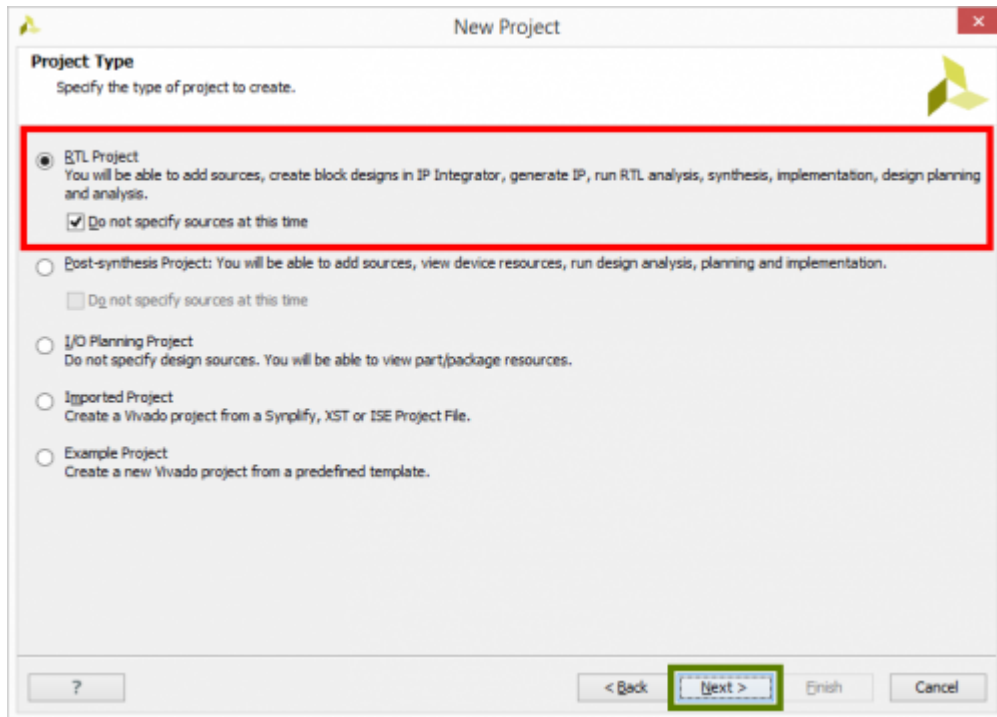 New Project
Project Type
Specify the type of project to create.
RTL Project
You will be able to add sources, create block designs in IP Integrator, generate IP, run RTL analysis, synthesis, implementation, design planning
and analysis.
Do not specify sources at this time
Post-synthesis Project: You will be able to add sources, view device resources, run design analysis, planning and implementation.
Do not specify sources at this time
I/O Planning Project
Do not specify design sources. You will be able to view part/package resources.
Imported Project
Create a Vivado project from a Synplify, XST or ISE Project File.
Example Project
Create a new Vivado project from a predefined template.
? < Back Next > Finish Cancel